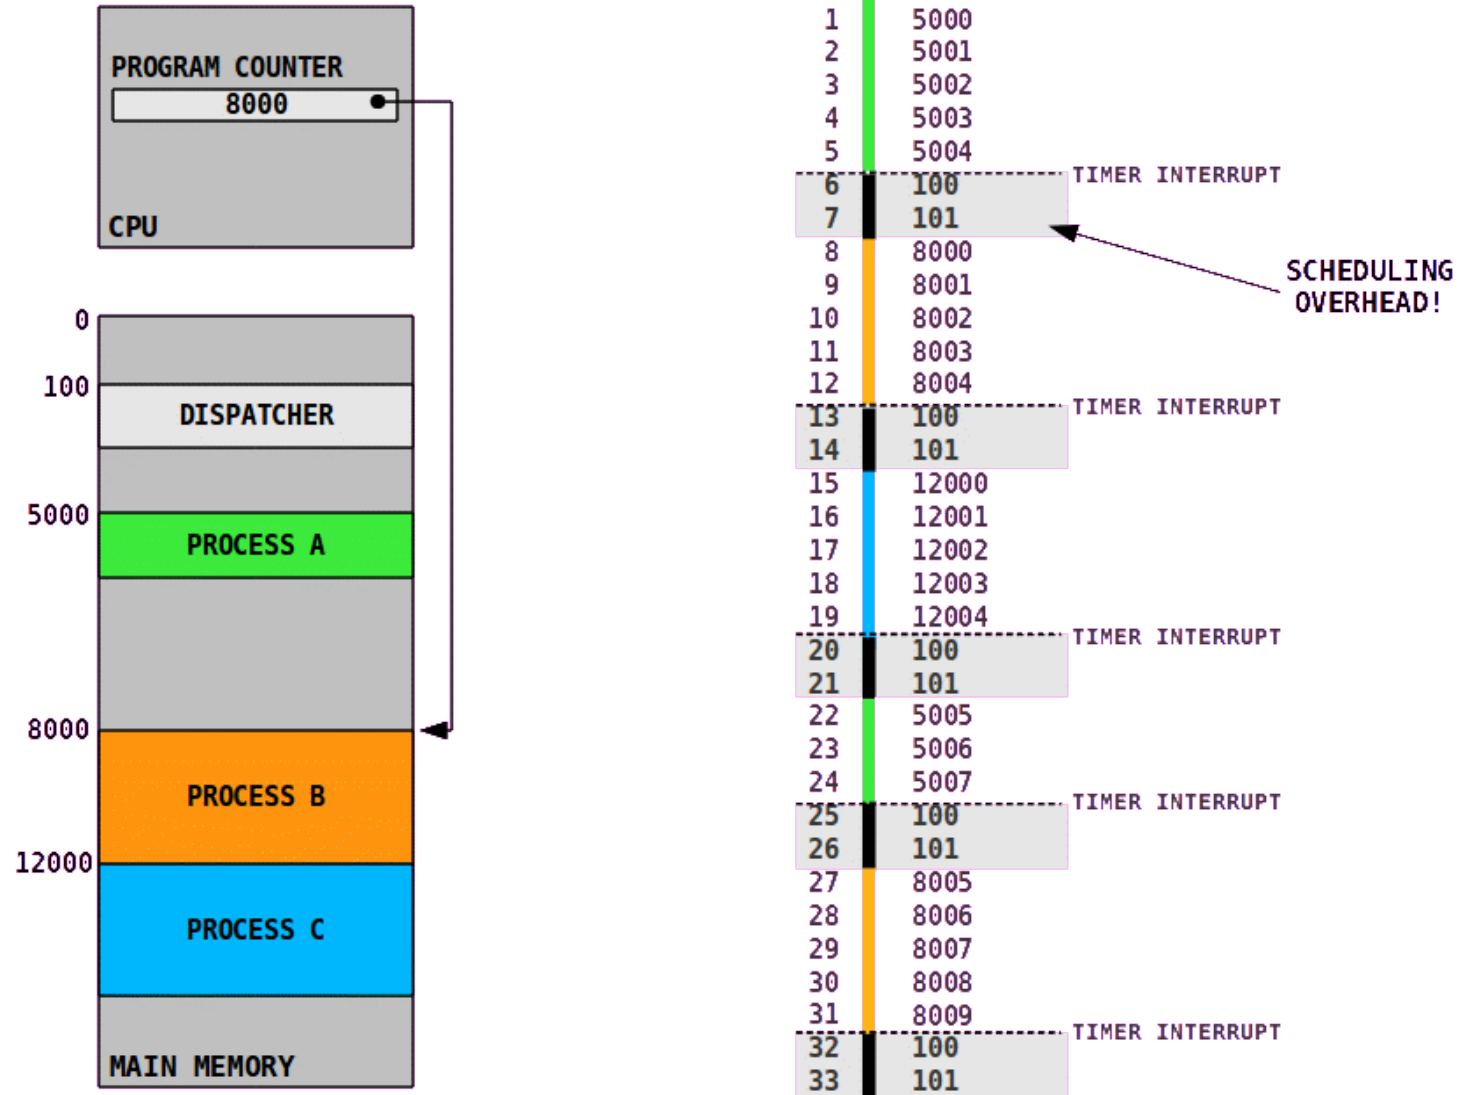 PROGRAM COUNTER
8000
CPU
0
100
DISPATCHER
5000
PROCESS A
8000
PROCESS B
12000
PROCESS C
MAIN MEMORY
1 5000
2 5001
3 5002
4 5003
5 5004
TIMER INTERRUPT
6 100
7 101
SCHEDULING
OVERHEAD!
8 8000
9 8001
10 8002
11 8003
12 8004
TIMER INTERRUPT
13 100
14 101
15 12000
16 12001
17 12002
18 12003
19 12004
TIMER INTERRUPT
20 100
21 101
22 5005
23 5006
24 5007
TIMER INTERRUPT
25 100
26 101
27 8005
28 8006
29 8007
30 8008
31 8009
TIMER INTERRUPT
32 100
33 101